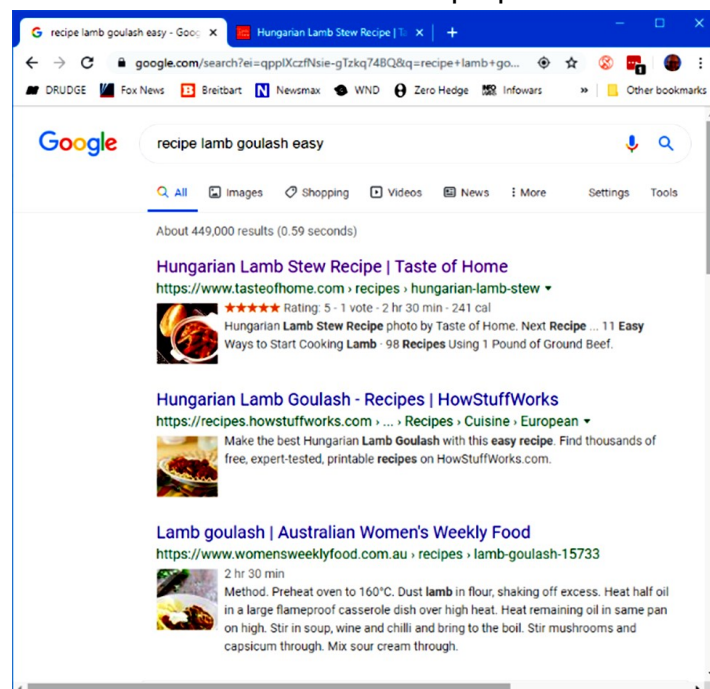 recipe lamb goulash easy - Goog
Hungarian Lamb Stew Recipe | Ta
google.com/search?ei=qpplXczfNsie-gTzkq74BQ&q=recipe+lamb+go...
1
DRUDGE Fox News Breitbart Newsmax WND Zero Hedge Infowars » Other bookmarks
Google recipe lamb goulash easy
All Images Shopping Videos News More Settings Tools
About 449,000 results (0.59 seconds)
Hungarian Lamb Stew Recipe | Taste of Home
https://www.tasteofhome.com › recipes › hungarian-lamb-stew
★★★★★ Rating: 5 - 1 vote - 2 hr 30 min - 241 cal
Hungarian Lamb Stew Recipe photo by Taste of Home. Next Recipe ... 11 Easy
Ways to Start Cooking Lamb · 98 Recipes Using 1 Pound of Ground Beef.
Hungarian Lamb Goulash - Recipes | HowStuffWorks
https://recipes.howstuffworks.com › ... › Recipes › Cuisine › European
Make the best Hungarian Lamb Goulash with this easy recipe. Find thousands of
free, expert-tested, printable recipes on HowStuffWorks.com.
Lamb goulash | Australian Women's Weekly Food
https://www.womensweeklyfood.com.au › recipes › lamb-goulash-15733
2 hr 30 min
Method. Preheat oven to 160°C. Dust lamb in flour, shaking off excess. Heat half oil
in a large flameproof casserole dish over high heat. Heat remaining oil in same pan
on high. Stir in soup, wine and chilli and bring to the boil. Stir mushrooms and
capsicum through. Mix sour cream through.